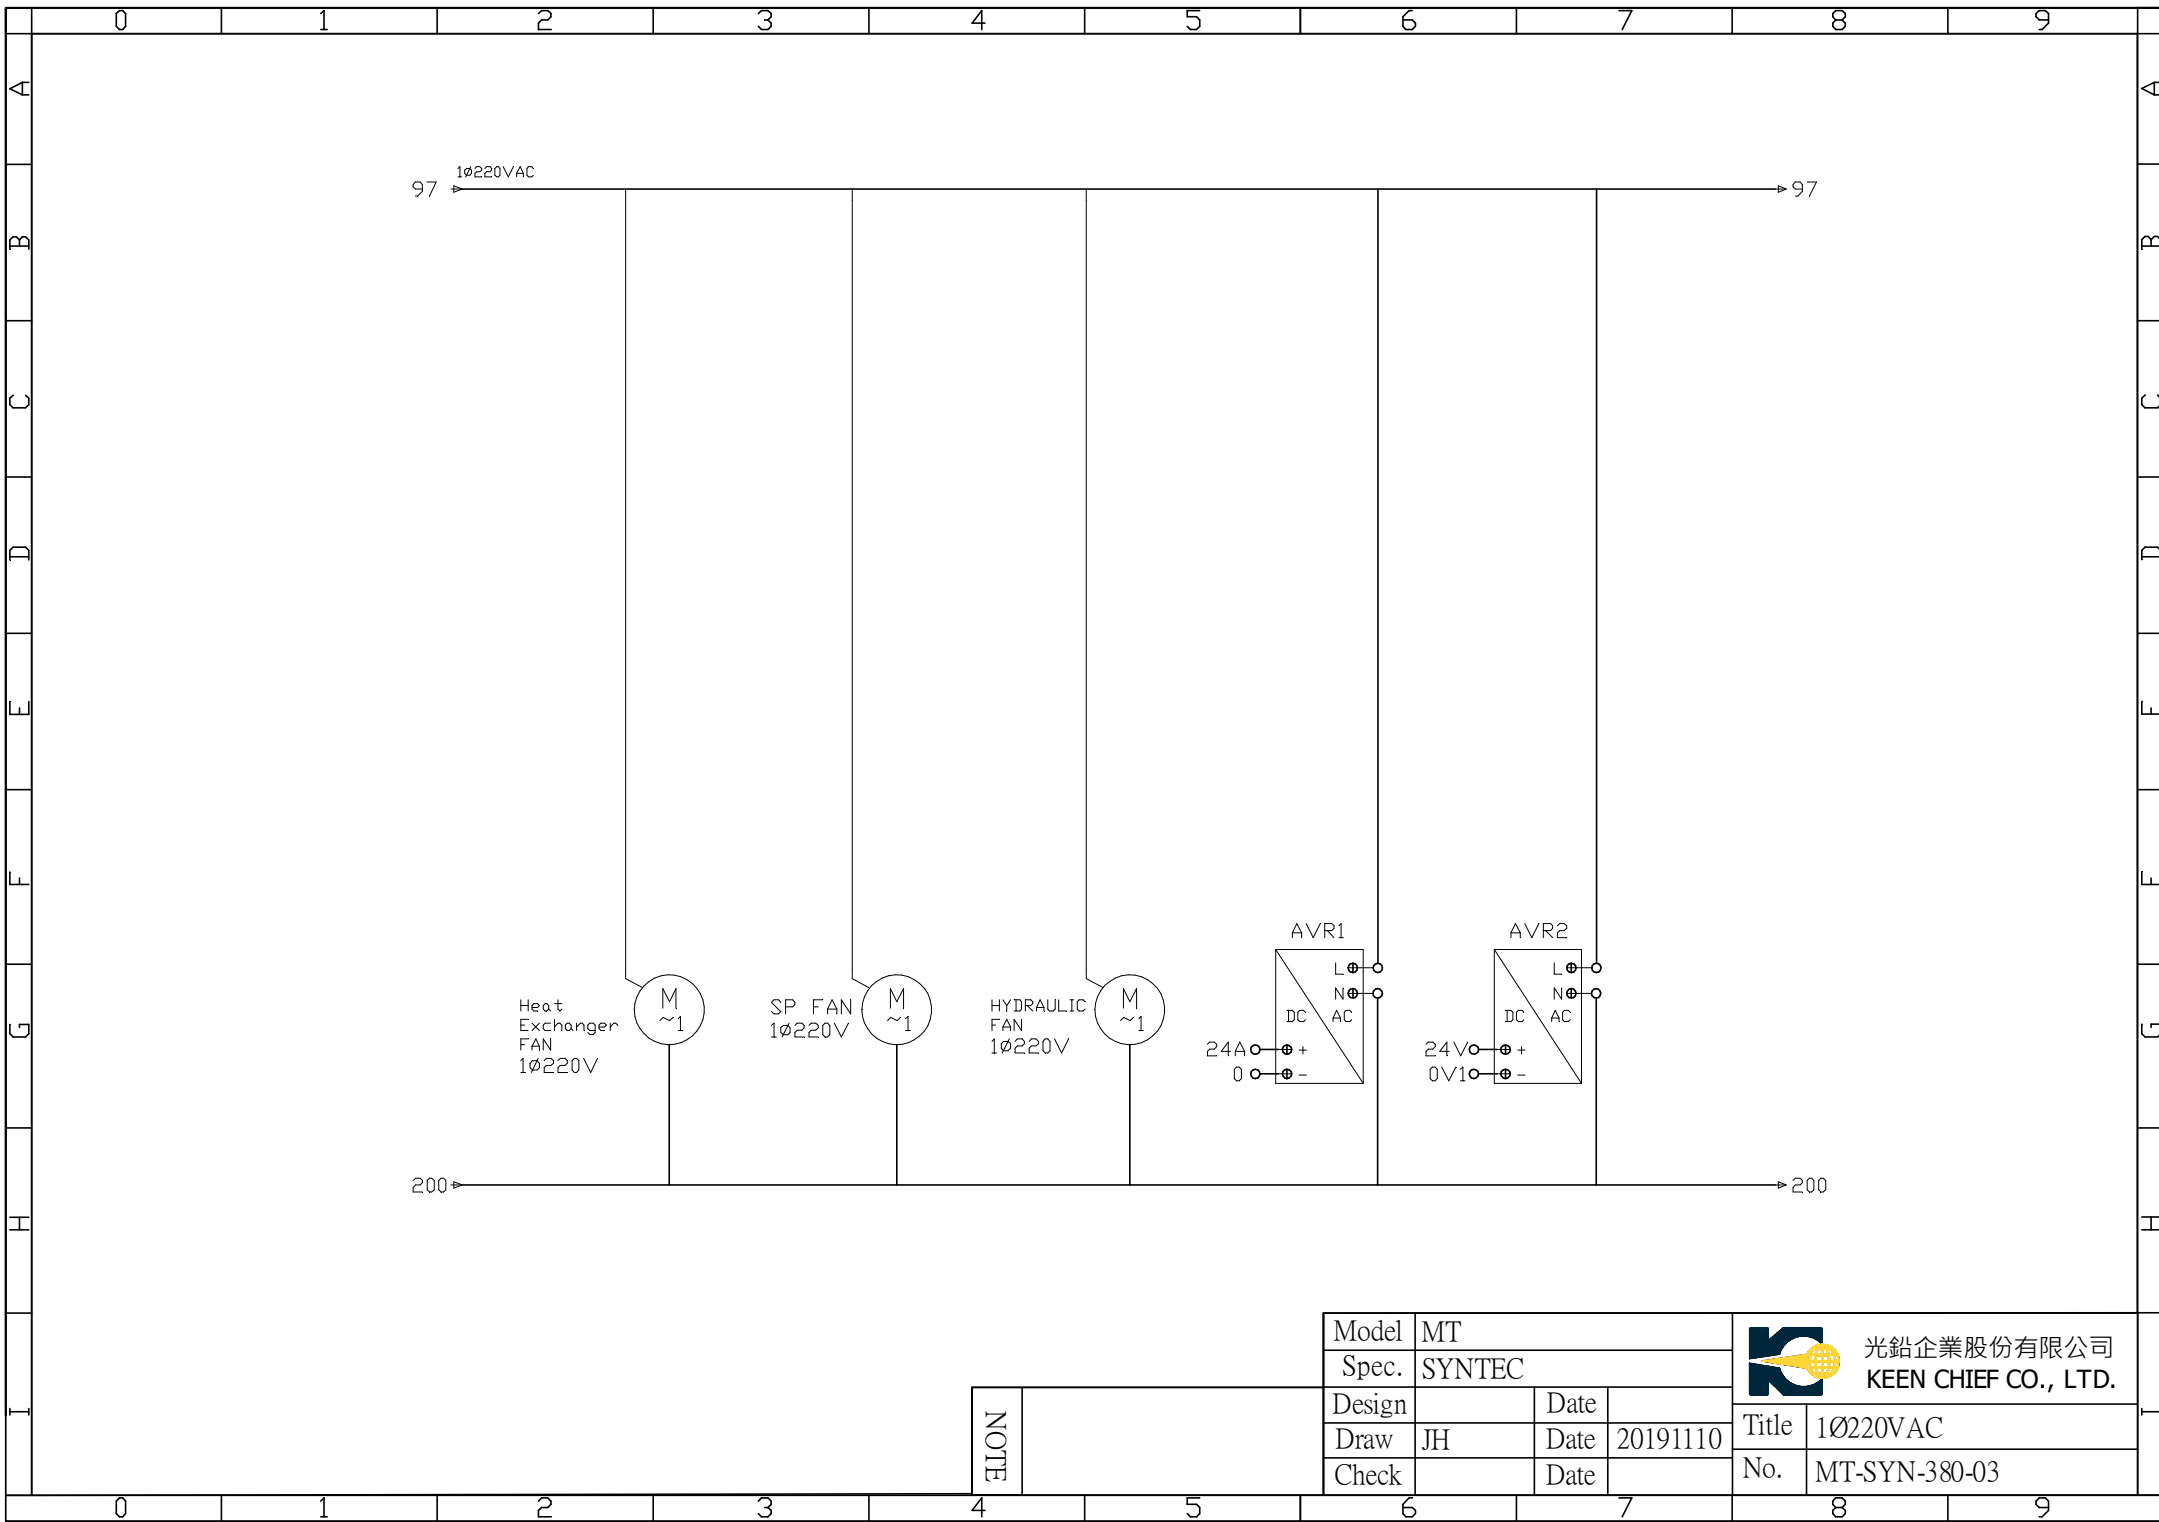 0 1 2 3 4 5 6 7 8 9
A A
1ø220VAC
97 97
B B
C C
D D
E E
F F
AVR1 AVR2
L L
M M M N N
~1 ~1 ~1
Heat
Exchanger
FAN
1ø220V
SP FAN
1ø220V
HYDRAULIC
FAN
1ø220V
DC AC DC AC
G G
24A + 24V +
0 - 0V1 -
200 200
H H
Model MT
Spec. SYNTEC
Design Date
Draw JH Date 20191110
Check Date
光鉛企業股份有限公司
KEEN CHIEF CO., LTD.
Title 1Ø220VAC
No. MT-SYN-380-03
NOTE
I I
0 1 2 3 4 5 6 7 8 9